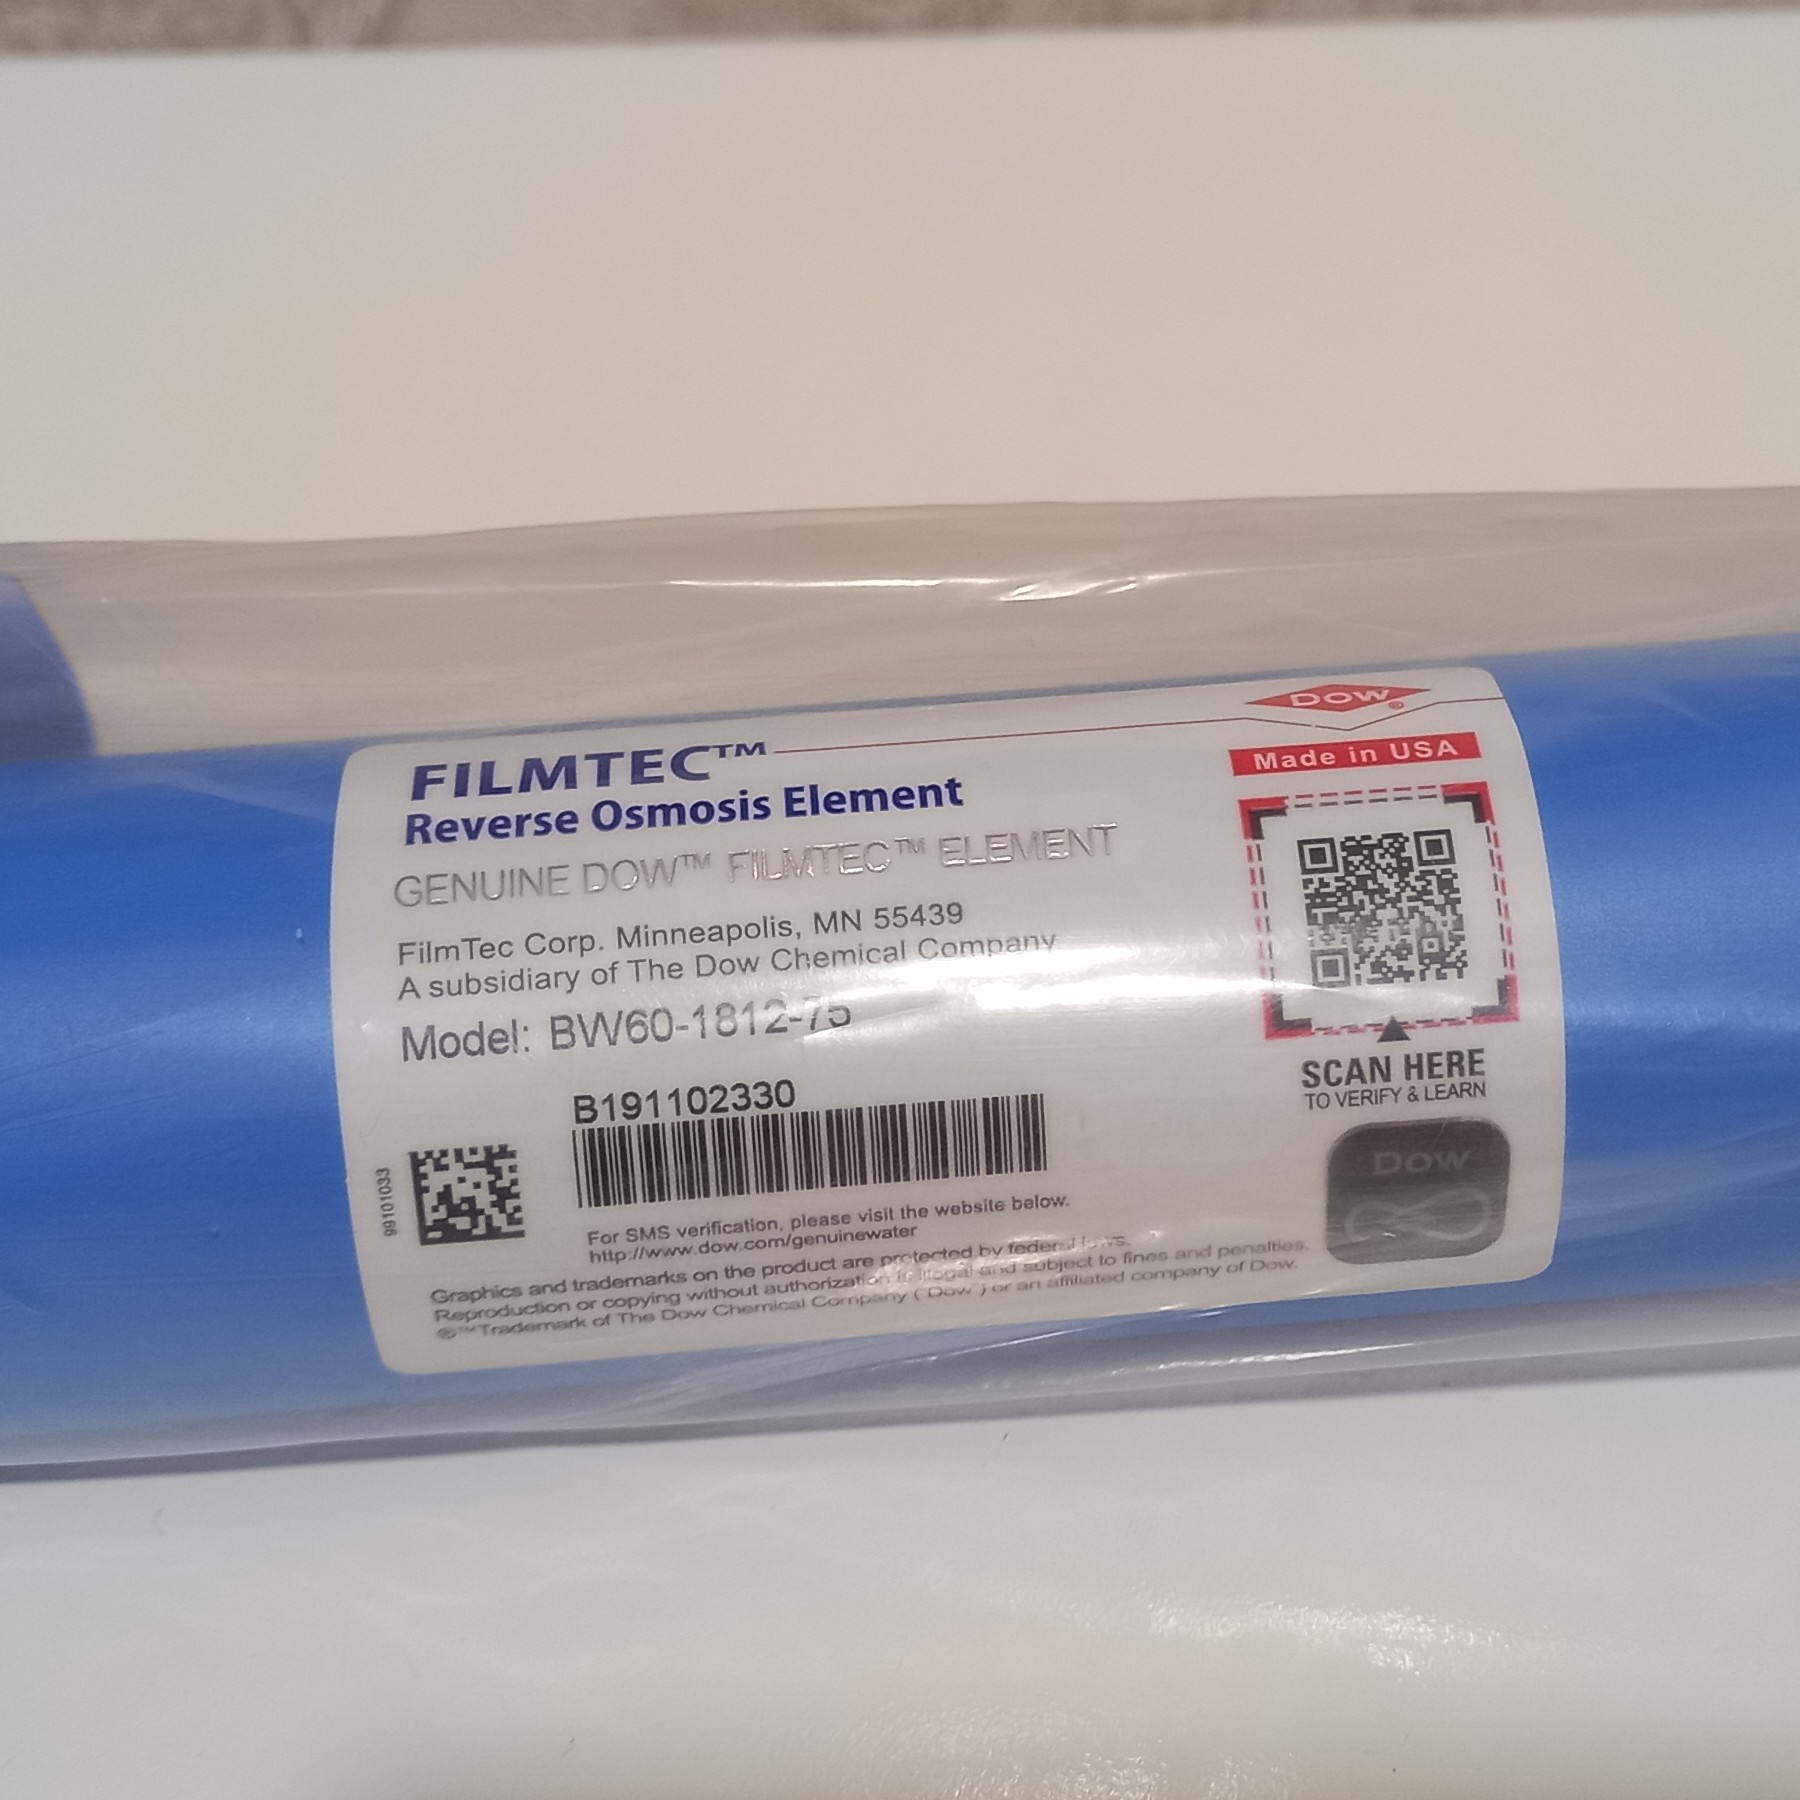 FILMTEC™
Reverse Osmosis Element
GENUINE DOW™ FILMTEC™ ELEMENT
FilmTec Corp. Minneapolis, MN 55439
A subsidiary of The Dow Chemical Company
Model: BW60-1812-75
B191102330
99101033
For SMS verification, please visit the website below.
http://www.dow.com/genuinewater
Graphics and trademarks on the product are protected by federal laws.
Reproduction or copying without authorization is illegal and subject to fines and penalties.
®™Trademark of The Dow Chemical Company ("Dow") or an affiliated company of Dow.
DOW®
Made in USA
SCAN HERE
TO VERIFY & LEARN
DOW